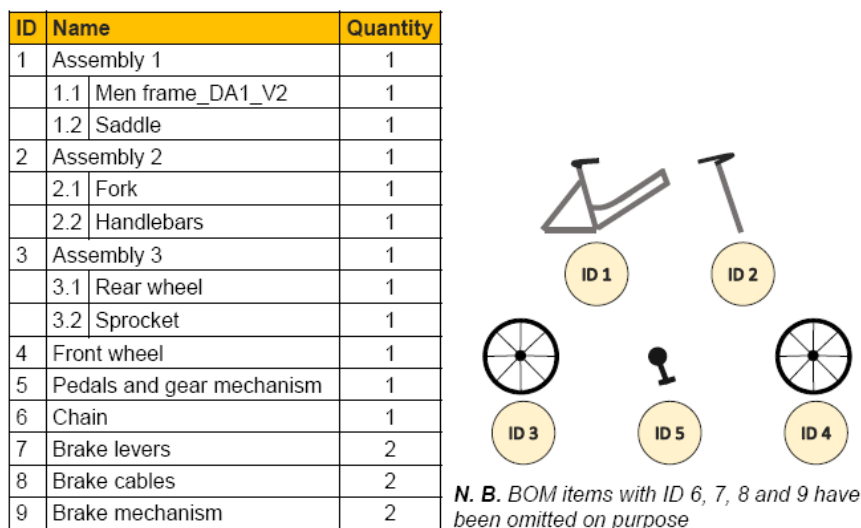 ID Name Quantity
1 Assembly 1 1
1.1 Men frame_DA1_V2 1
1.2 Saddle 1
2 Assembly 2 1
2.1 Fork 1
2.2 Handlebars 1
3 Assembly 3 1
3.1 Rear wheel 1
3.2 Sprocket 1
4 Front wheel 1
5 Pedals and gear mechanism 1
6 Chain 1
7 Brake levers 2
8 Brake cables 2
9 Brake mechanism 2
ID 1 ID 2
ID 3 ID 5 ID 4
N. B. BOM items with ID 6, 7, 8 and 9 have
been omitted on purpose